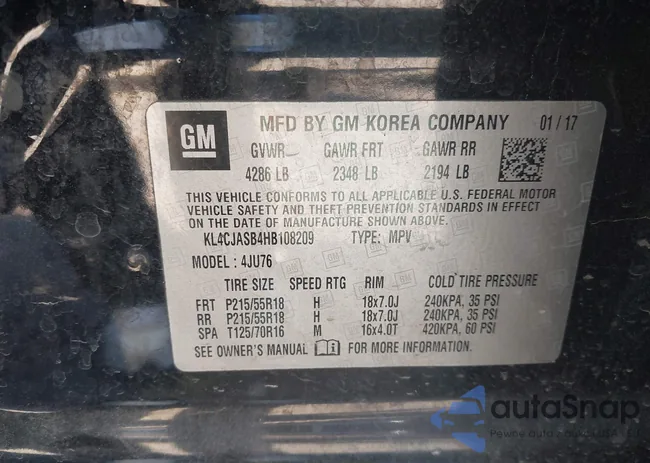 GM MFD BY GM KOREA COMPANY 01 / 17
GVWR GAWR FRT GAWR RR
4286 LB 2348 LB 2194 LB
THIS VEHICLE CONFORMS TO ALL APPLICABLE U.S. FEDERAL MOTOR
VEHICLE SAFETY AND THEFT PREVENTION STANDARDS IN EFFECT
ON THE DATE OF MANUFACTURE SHOWN ABOVE.
KL4CJASB4HB108209 TYPE: MPV
MODEL : 4JU76
TIRE SIZE SPEED RTG RIM COLD TIRE PRESSURE
FRT P215/55R18 H 18x7.0J 240KPA, 35 PSI
RR P215/55R18 H 18x7.0J 240KPA, 35 PSI
SPA T125/70R16 M 16x4.0T 420KPA, 60 PSI
SEE OWNER'S MANUAL FOR MORE INFORMATION.
autoSnap
Pewne auto